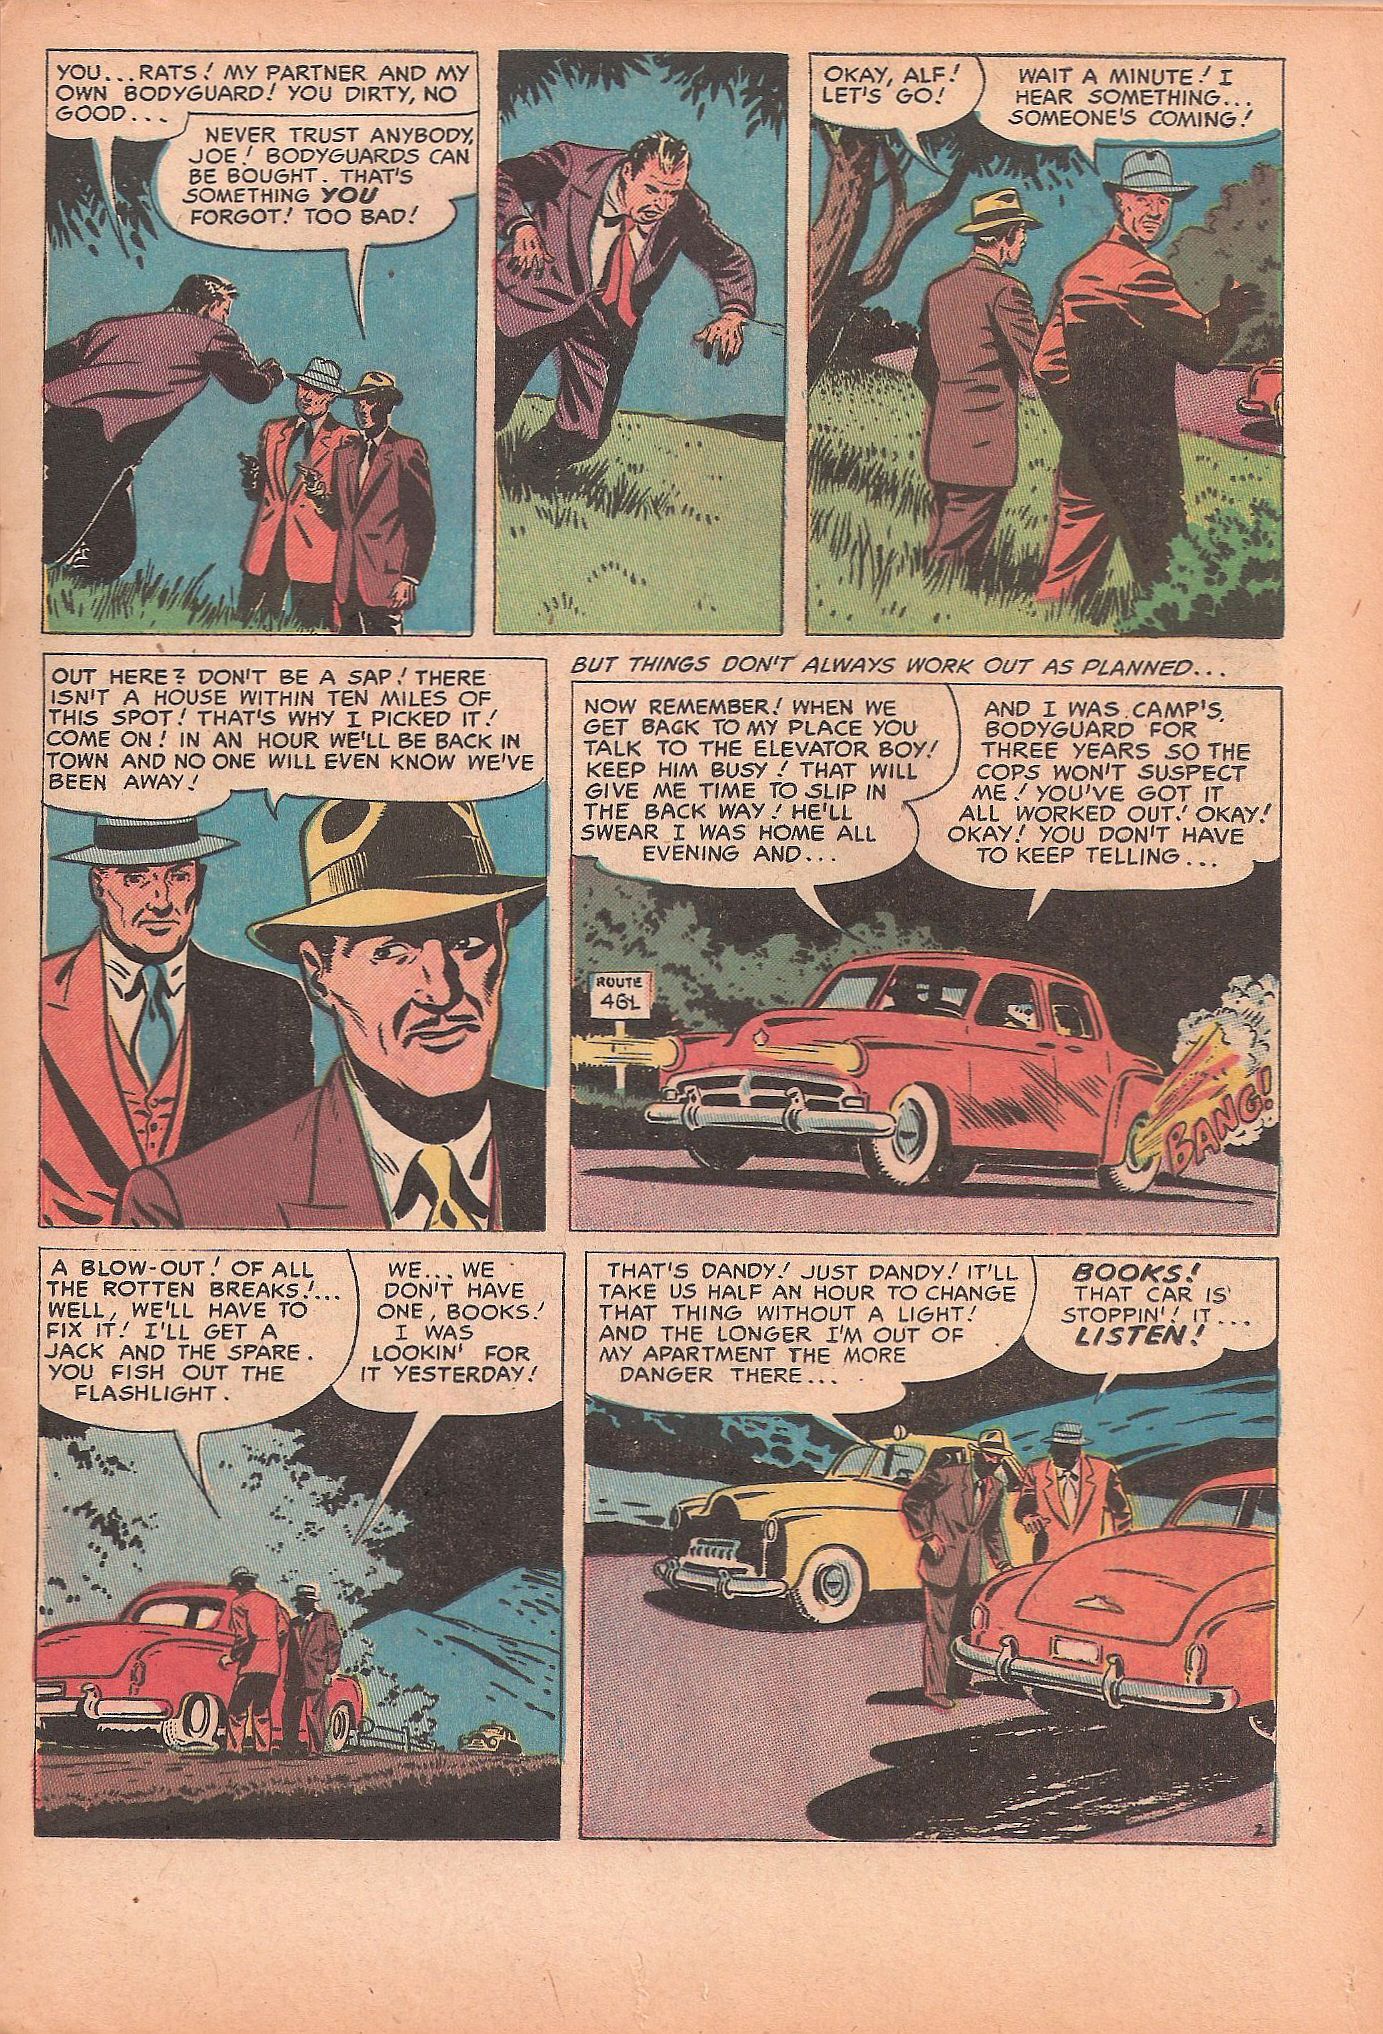 YOU...RATS! MY PARTNER AND MY
OWN BODYGUARD! YOU DIRTY, NO
GOOD...
NEVER TRUST ANYBODY,
JOE! BODYGUARDS CAN
BE BOUGHT. THAT'S
SOMETHING YOU
FORGOT! TOO BAD!
OKAY, ALF!
LET'S GO!
WAIT A MINUTE! I
HEAR SOMETHING...
SOMEONE'S COMING!
OUT HERE? DON'T BE A SAP! THERE
ISN'T A HOUSE WITHIN TEN MILES OF
THIS SPOT! THAT'S WHY I PICKED IT!
COME ON! IN AN HOUR WE'LL BE BACK IN
TOWN AND NO ONE WILL EVEN KNOW WE'VE
BEEN AWAY!
BUT THINGS DON'T ALWAYS WORK OUT AS PLANNED...
NOW REMEMBER! WHEN WE
GET BACK TO MY PLACE YOU
TALK TO THE ELEVATOR BOY!
KEEP HIM BUSY! THAT WILL
GIVE ME TIME TO SLIP IN
THE BACK WAY! HE'LL
SWEAR I WAS HOME ALL
EVENING AND...
AND I WAS CAMP'S
BODYGUARD FOR
THREE YEARS SO THE
COPS WON'T SUSPECT
ME! YOU'VE GOT IT
ALL WORKED OUT! OKAY!
OKAY! YOU DON'T HAVE
TO KEEP TELLING...
ROUTE
BANG!
A BLOW-OUT! OF ALL
THE ROTTEN BREAKS!...
WELL, WE'LL HAVE TO
FIX IT! I'LL GET A
JACK AND THE SPARE.
YOU FISH OUT THE
FLASHLIGHT.
WE... WE
DON'T HAVE
ONE, BOOKS!
I WAS
LOOKIN' FOR
IT YESTERDAY!
THAT'S DANDY! JUST DANDY! IT'LL
TAKE US HALF AN HOUR TO CHANGE
THAT THING WITHOUT A LIGHT!
AND THE LONGER I'M OUT OF
MY APARTMENT THE MORE
DANGER THERE...
BOOKS!
THAT CAR IS
STOPPIN'! IT...
LISTEN!
2